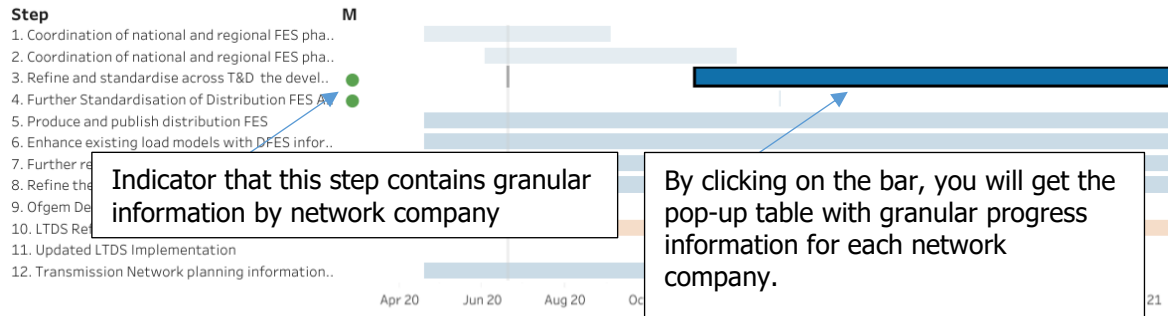 Step M
1. Coordination of national and regional FES pha..
2. Coordination of national and regional FES pha..
3. Refine and standardise across T&D the devel..
4. Further Standardisation of Distribution FES A..
5. Produce and publish distribution FES
6. Enhance existing load models with DFES infor..
7. Further re
8. Refine the
9. Ofgem De
10. LTDS Ref
11. Updated LTDS Implementation
12. Transmission Network planning information..
Indicator that this step contains granular
information by network company
By clicking on the bar, you will get the
pop-up table with granular progress
information for each network
company.
Apr 20 Jun 20 Aug 20 Oc 21